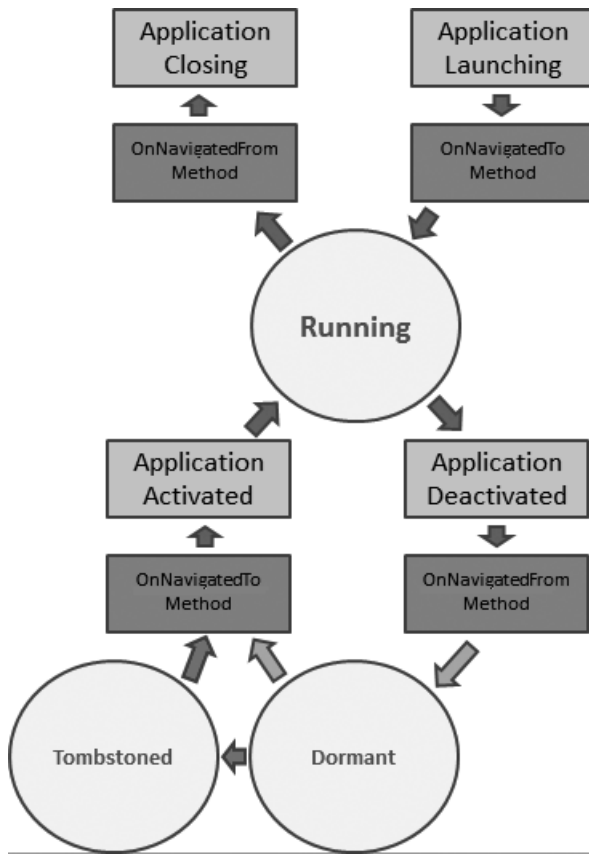 Application
Closing
Application
Launching
OnNavigatedFrom
Method
OnNavigatedTo
Method
Running
Application
Activated
Application
Deactivated
OnNavigatedTo
Method
OnNavigatedFrom
Method
Tombstoned
Dormant